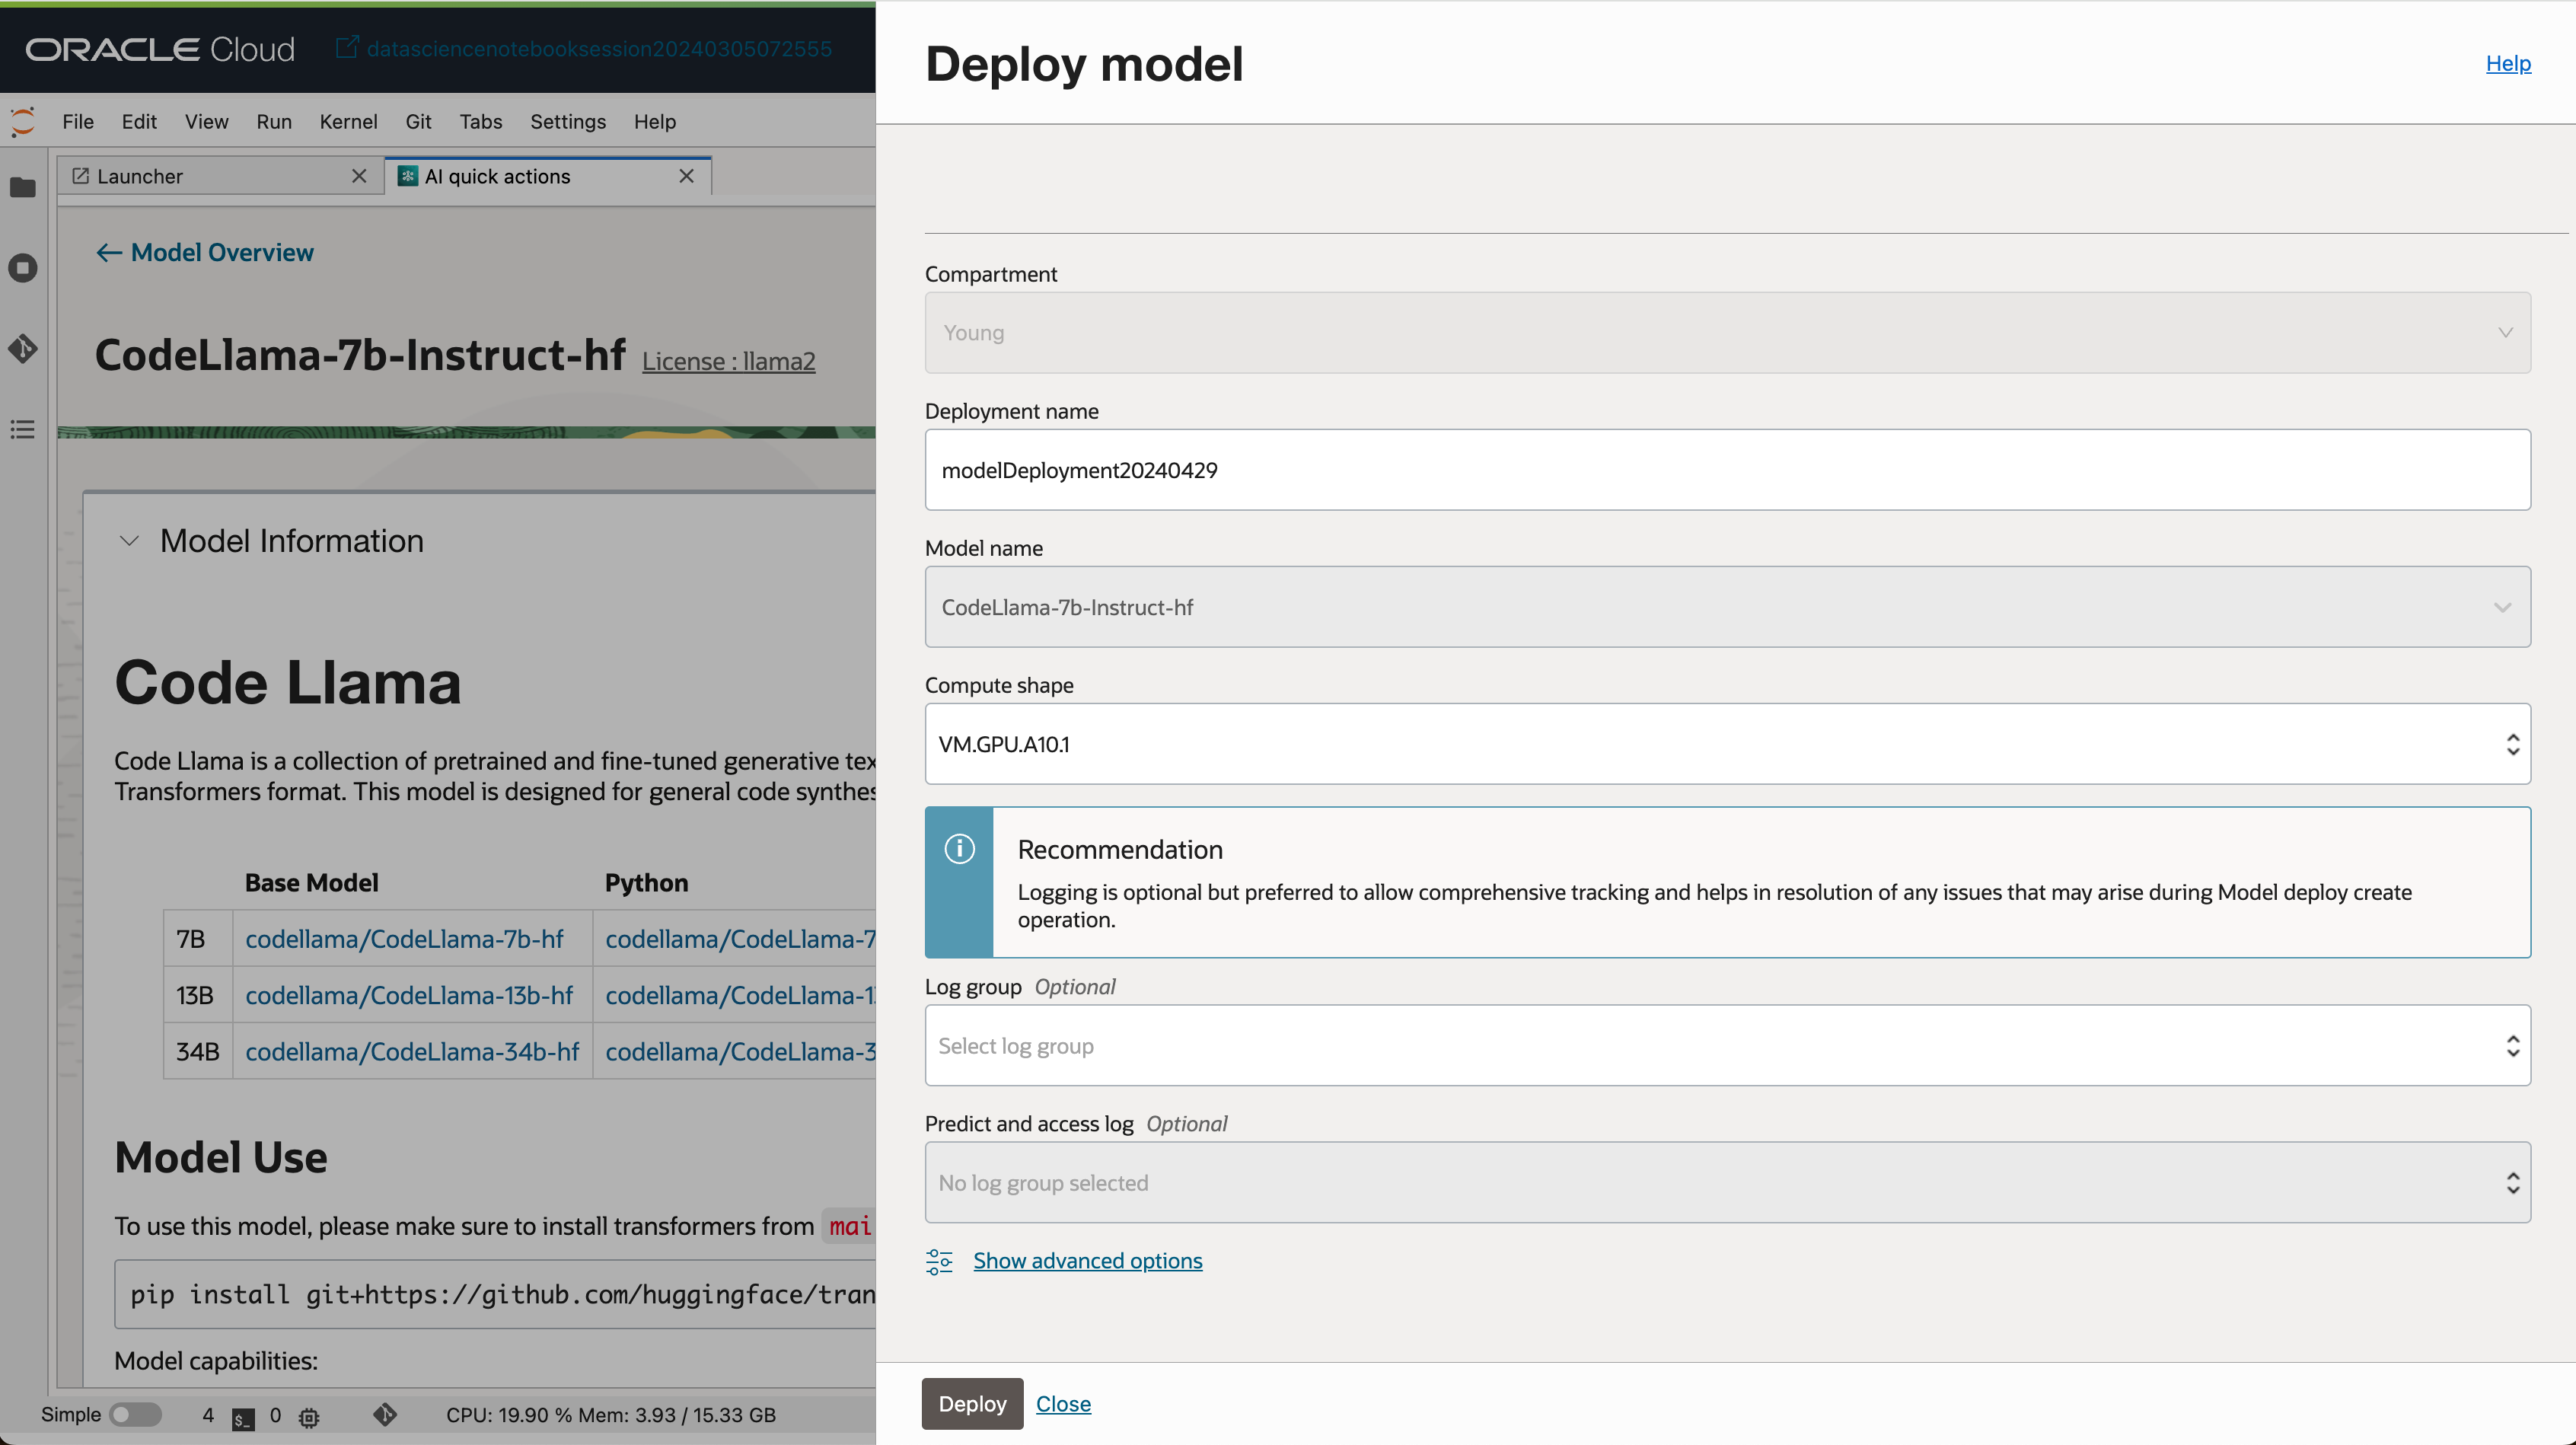 ORACLE Cloud
datasciencenotebooksession20240305072555
File Edit View Run Kernel Git Tabs Settings Help
Launcher
AI quick actions
Model Overview
CodeLlama-7b-Instruct-hf License : llama2
Model Information
Code Llama
Code Llama is a collection of pretrained and fine-tuned generative tex
Transformers format. This model is designed for general code synthes
Base Model Python
7B codellama/CodeLlama-7b-hf codellama/CodeLlama-7
13B codellama/CodeLlama-13b-hf codellama/CodeLlama-1
34B codellama/CodeLlama-34b-hf codellama/CodeLlama-3
Model Use
To use this model, please make sure to install transformers from mai
pip install git+https://github.com/huggingface/tran
Model capabilities:
Simple 4 $_ 0 CPU: 19.90 % Mem: 3.93 / 15.33 GB
Deploy model
Help
Compartment
Young
Deployment name
modelDeployment20240429
Model name
CodeLlama-7b-Instruct-hf
Compute shape
VM.GPU.A10.1
Recommendation
Logging is optional but preferred to allow comprehensive tracking and helps in resolution of any issues that may arise during Model deploy create
operation.
Log group Optional
Select log group
Predict and access log Optional
No log group selected
Show advanced options
Deploy Close